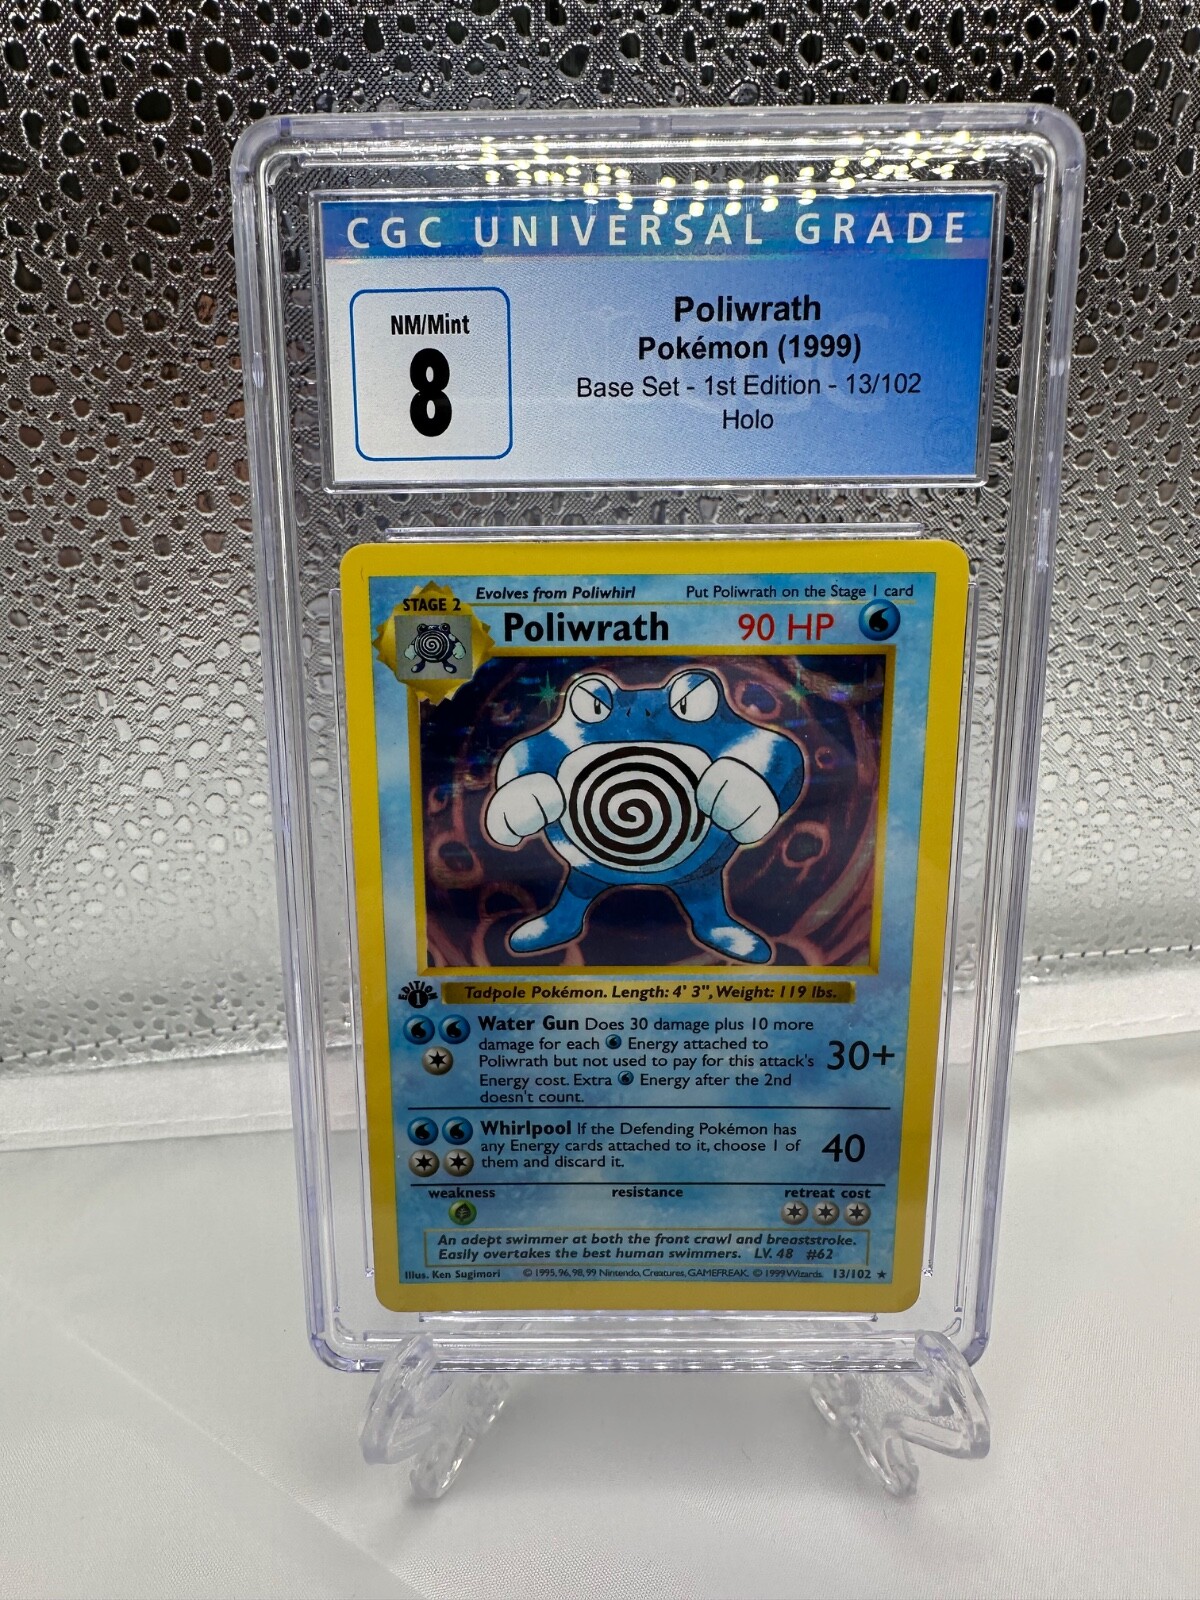 CGC UNIVERSAL GRADE
NM/Mint
8
Poliwrath
Pokémon (1999)
Base Set - 1st Edition - 13/102
Holo
STAGE 2
Evolves from Poliwhirl
Put Poliwrath on the Stage 1 card
Poliwrath 90 HP
EDITION
1
Tadpole Pokémon. Length: 4' 3", Weight: 119 lbs.
Water Gun Does 30 damage plus 10 more
damage for each Energy attached to
Poliwrath but not used to pay for this attack's
Energy cost. Extra Energy after the 2nd
doesn't count.
30+
Whirlpool If the Defending Pokémon has
any Energy cards attached to it, choose 1 of
them and discard it.
40
weakness resistance retreat cost
An adept swimmer at both the front crawl and breaststroke.
Easily overtakes the best human swimmers. LV. 48 #62
Illus. Ken Sugimori ©1995, 96, 98, 99 Nintendo, Creatures, GAMEFREAK. ©1999 Wizards. 13/102 ★